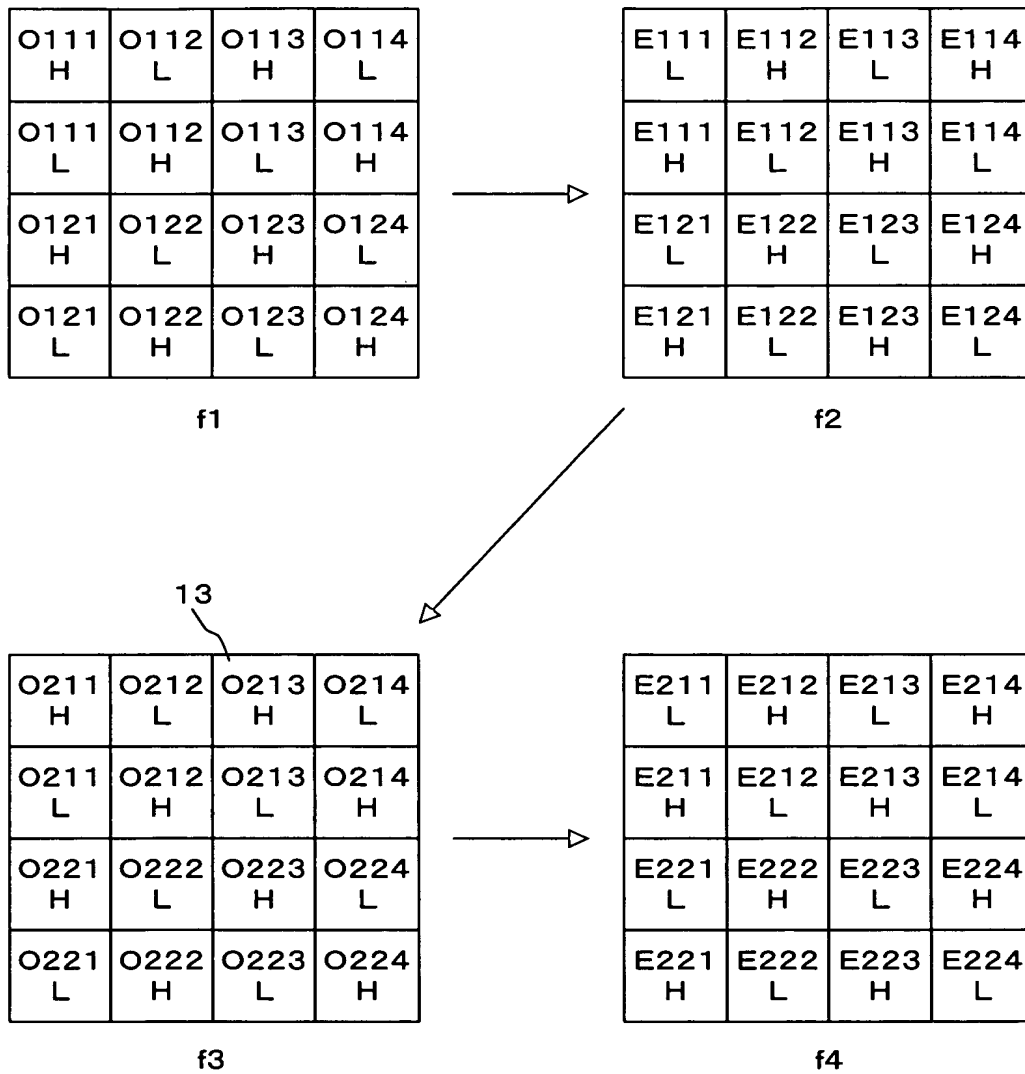 O111 O112 O113 O114
H L H L
O111 O112 O113 O114
L H L H
O121 O122 O123 O124
H L H L
O121 O122 O123 O124
L H L H
f1
E111 E112 E113 E114
L H L H
E111 E112 E113 E114
H L H L
E121 E122 E123 E124
L H L H
E121 E122 E123 E124
H L H L
f2
13
O211 O212 O213 O214
H L H L
O211 O212 O213 O214
L H L H
O221 O222 O223 O224
H L H L
O221 O222 O223 O224
L H L H
f3
E211 E212 E213 E214
L H L H
E211 E212 E213 E214
H L H L
E221 E222 E223 E224
L H L H
E221 E222 E223 E224
H L H L
f4